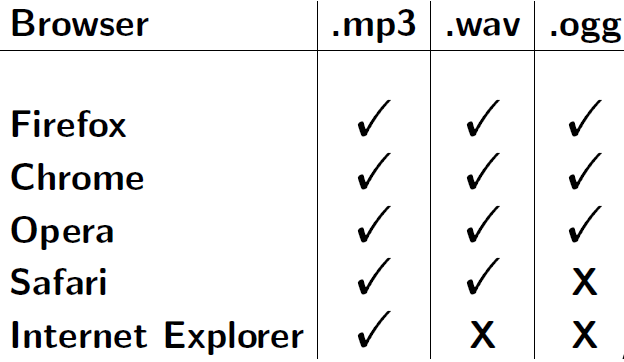 Browser .mp3 .wav .ogg
Firefox ✓ ✓ ✓
Chrome ✓ ✓ ✓
Opera ✓ ✓ ✓
Safari ✓ ✓ X
Internet Explorer ✓ X X